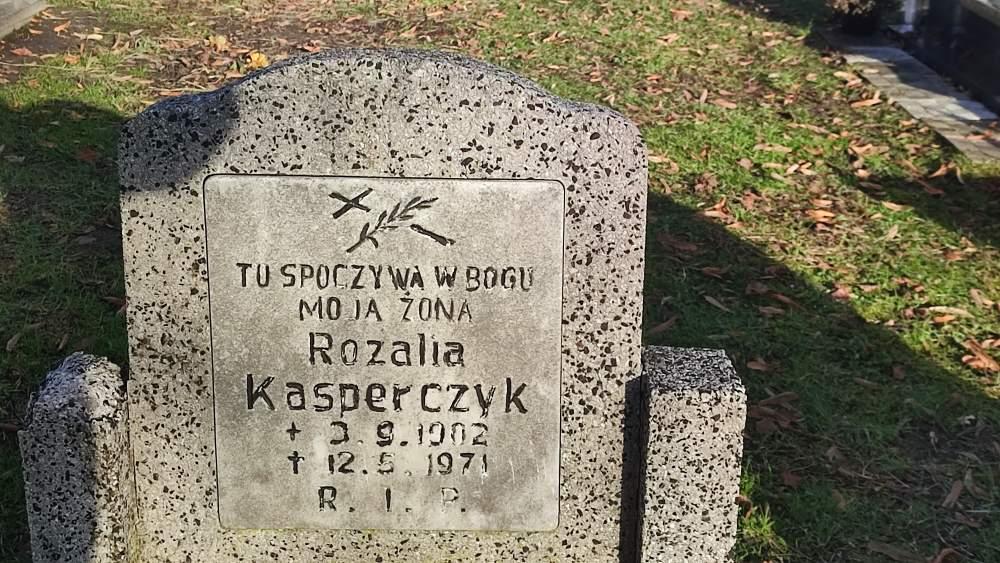 TU SPOCZYWA W BOGU
MOJA ŻONA
Rozalia
Kasperczyk
+ 3.9.1902
+ 12.5.1971
R. I. P.